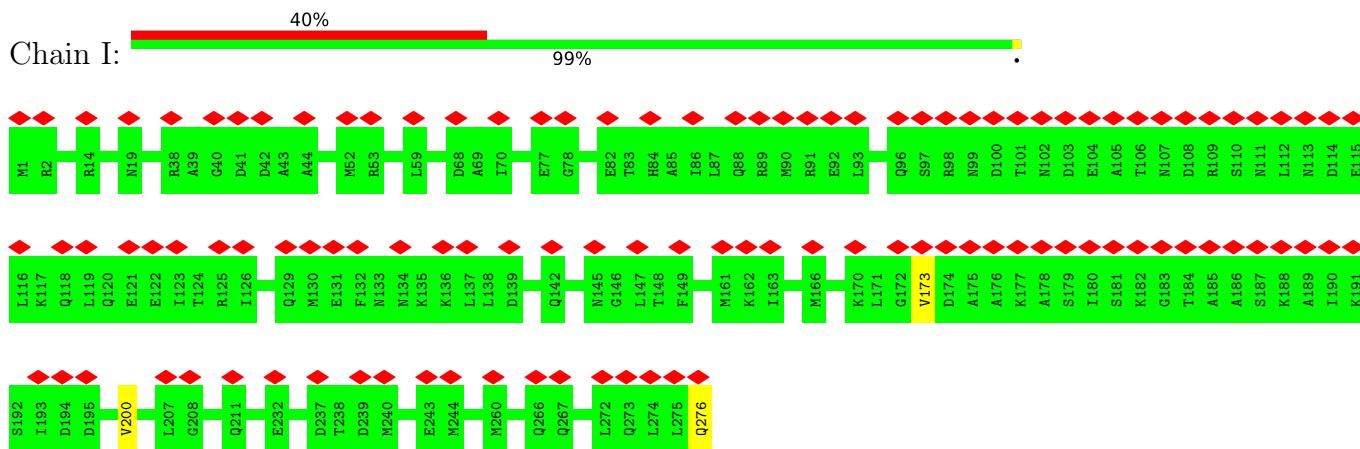 40%
Chain I:
99%
.
M1 R2 R14 N19 R38 A39 G40 D41 D42 A43 A44 M52 R53 L59 D68 A69 I70 E77 G78 E82 T83 H84 A85 I86 L87 Q88 R89 M90 R91 E92 L93 Q96 S97 R98 N99 D100 T101 N102 D103 E104 A105 T106 N107 D108 R109 S110 N111 L112 N113 D114 E115
L116 K117 Q118 L119 Q120 E121 E122 T123 T124 R125 I126 Q129 M130 E131 F132 N133 N134 K135 K136 L137 L138 D139 Q142 N145 G146 L147 T148 F149 M161 K162 I163 M166 K170 L171 G172 V173 D174 A175 A176 K177 A178 S179 I180 S181 K182 G183 T184 A185 A186 S187 K188 A189 I190 K191
S192 I193 D194 D195 V200 L207 G208 Q211 E232 D237 T238 D239 M240 E243 M244 M260 Q266 Q267 L272 Q273 L274 L275 Q276